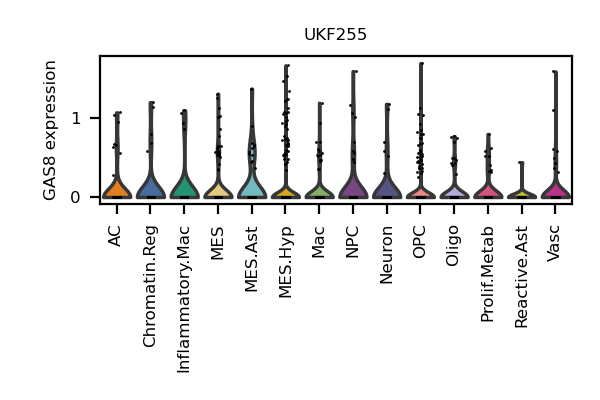 UKF255
GAS8 expression
1
0
AC
Chromatin.Reg
Inflammatory.Mac
MES
MES.Ast
MES.Hyp
Mac
NPC
Neuron
OPC
Oligo
Prolif.Metab
Reactive.Ast
Vasc